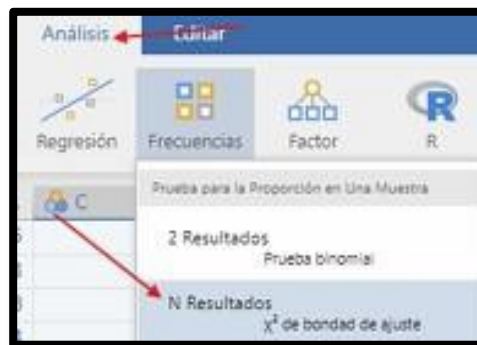 Análisis Editar
Regresión Frecuencias Factor R
C
Prueba para la Proporción en Una Muestra
2 Resultados
Prueba binomial
N Resultados
χ² de bondad de ajuste